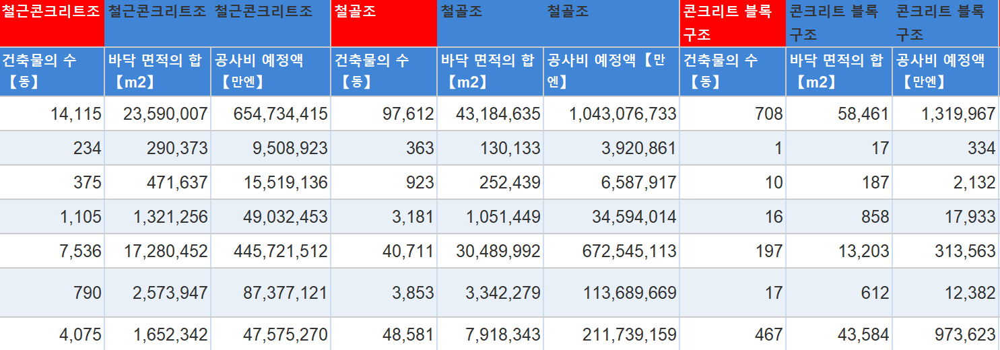 철근콘크리트조 철근콘크리트조 철근콘크리트조 철골조 철골조 철골조 콘크리트 블록 콘크리트 블록 콘크리트 블록
구조 구조 구조
건축물의 수 바닥 면적의 합 공사비 예정액 건축물의 수 바닥 면적의 합 공사비 예정액【만 건축물의 수 바닥 면적의 합 공사비 예정액
【동】 【m2】 【만엔】 【동】 【m2】 엔】 【동】 【m2】 【만엔】
14,115 23,590,007 654,734,415 97,612 43,184,635 1,043,076,733 708 58,461 1,319,967
234 290,373 9,508,923 363 130,133 3,920,861 1 17 334
375 471,637 15,519,136 923 252,439 6,587,917 10 187 2,132
1,105 1,321,256 49,032,453 3,181 1,051,449 34,594,014 16 858 17,933
7,536 17,280,452 445,721,512 40,711 30,489,992 672,545,113 197 13,203 313,563
790 2,573,947 87,377,121 3,853 3,342,279 113,689,669 17 612 12,382
4,075 1,652,342 47,575,270 48,581 7,918,343 211,739,159 467 43,584 973,623